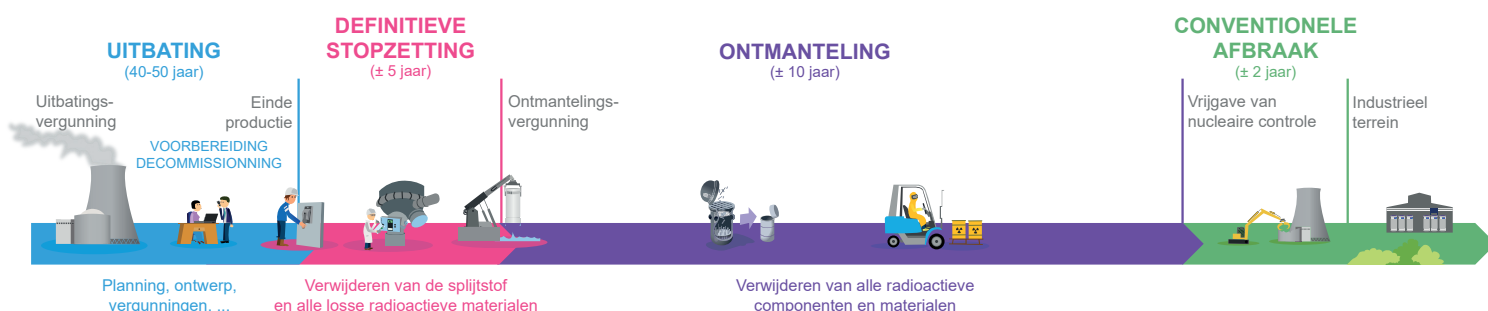 UITBATING
(40-50 jaar)
Uitbatings-
vergunning
Einde
productie
VOORBEREIDING
DECOMMISSIONNING
Planning, ontwerp,
vergunningen, ...
DEFINITIEVE
STOPZETTING
(± 5 jaar)
Verwijderen van de splijtstof
en alle losse radioactieve materialen
ONTMANTELING
(± 10 jaar)
Ontmantelings-
vergunning
Verwijderen van alle radioactieve
componenten en materialen
CONVENTIONELE
AFBRAAK
(± 2 jaar)
Vrijgave van
nucleaire controle
Industrieel
terrein